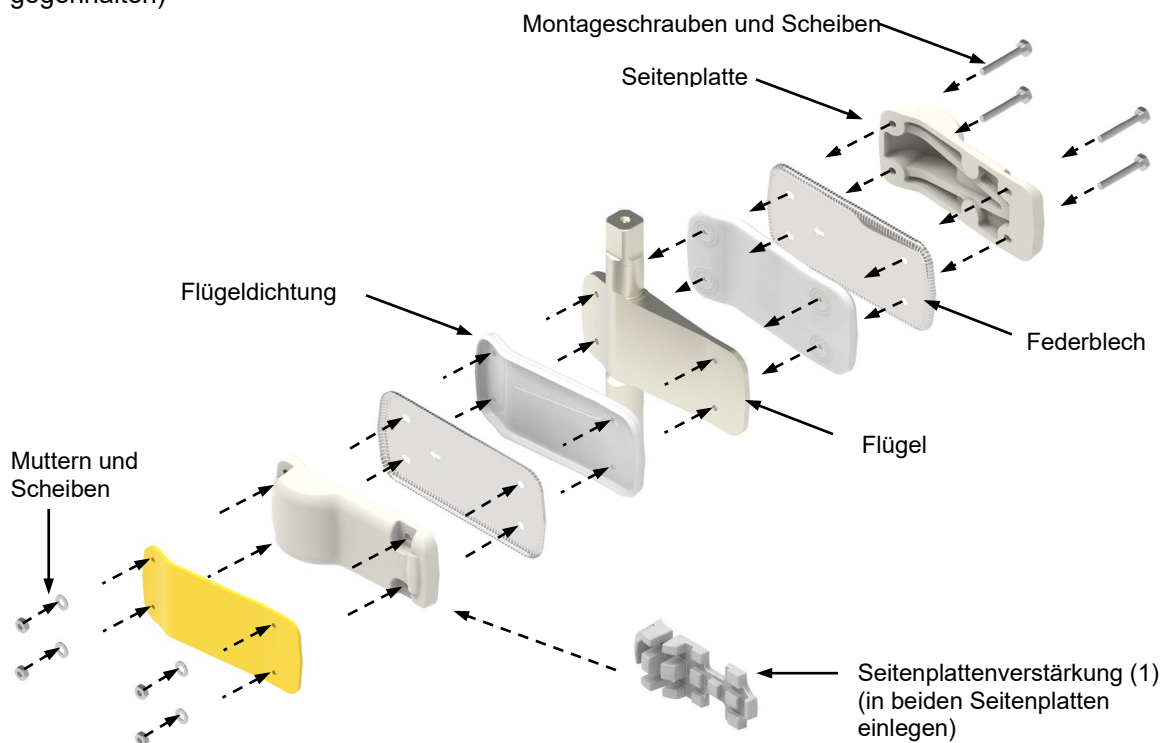 gegenhalten)
Montageschrauben und Scheiben
Seitenplatte
Flügeldichtung
Federblech
Flügel
Muttern und
Scheiben
Seitenplattenverstärkung (1)
(in beiden Seitenplatten
einlegen)